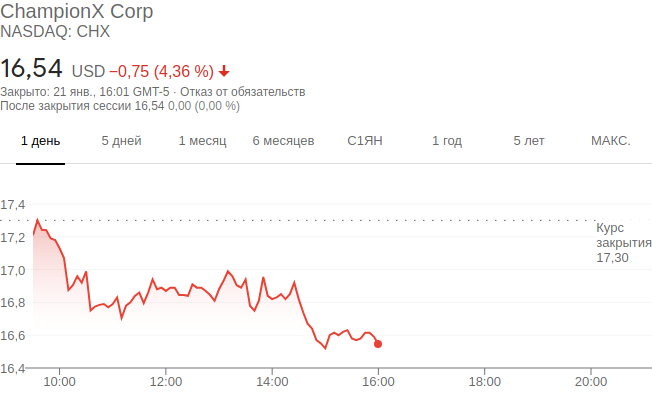 ChampionX Corp
NASDAQ: CHX
16,54 USD −0,75 (4,36 %)
Закрыто: 21 янв., 16:01 GMT-5 · Отказ от обязательств
После закрытия сессии 16,54 0,00 (0,00 %)
1 день 5 дней 1 месяц 6 месяцев С1ЯН 1 год 5 лет МАКС.
17,4
17,2
17,0
16,8
16,6
16,4
Курс
закрытия
17,30
10:00 12:00 14:00 16:00 18:00 20:00